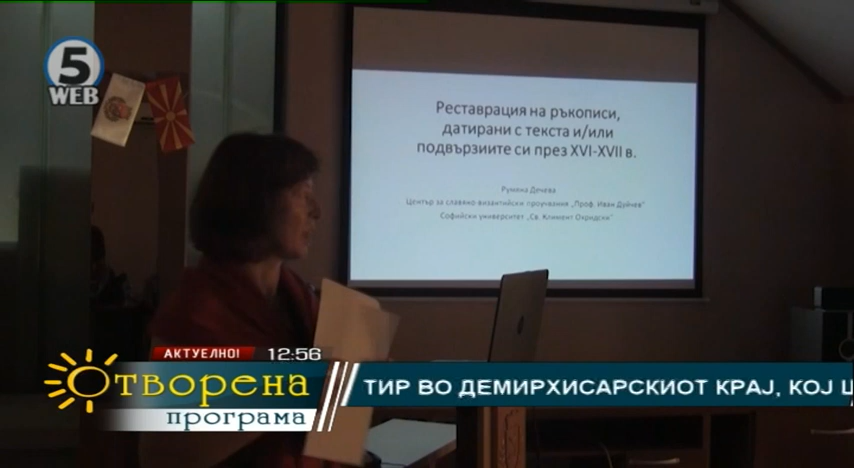 5
WEB
Реставрация на ръкописи,
датирани с текста и/или
подвързиите си през XVI-XVII в.
Румяна Дечева
Център за славяно-византийски проучвания „Проф. Иван Дуйчев"
Софийски университет „Св. Климент Охридски"
АКТУЕЛНО! 12:56
Отворена
програма
ТИР ВО ДЕМИРХИСАРСКИОТ КРАЈ, КОЈ Ц